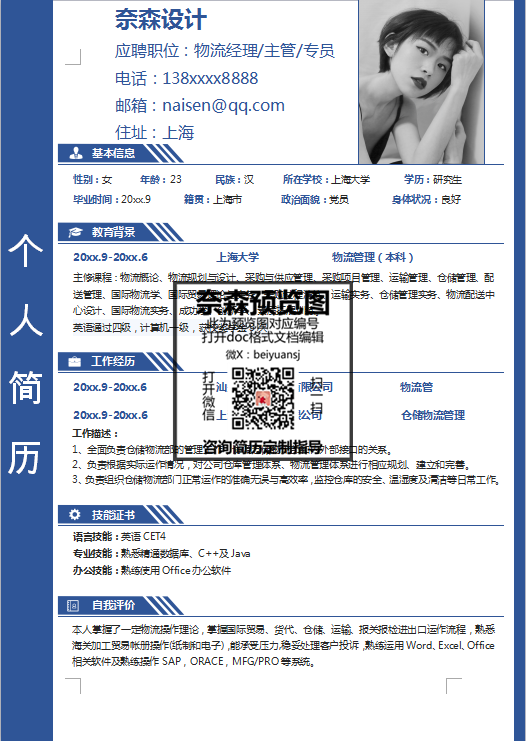 奈森设计
应聘职位：物流经理/主管/专员
电话：138xxxx8888
邮箱：naisen@qq.com
住址：上海
个人简历
基本信息
性别：女 年龄：23 民族：汉 所在学校：上海大学 学历：研究生
毕业时间：20xx.9 籍贯：上海市 政治面貌：党员 身体状况：良好
教育背景
20xx.9-20xx.6 上海大学 物流管理（本科）
主修课程：物流概论、物流规划与设计、采购与供应管理、采购项目管理、运输管理、仓储管理、配
送管理、国际物流学、国际贸 运输实务、仓储管理实务、物流配送中
心设计、国际物流实务、成
英语通过四级，计算机一级，获
奈森预览图
此为预览图对应编号
打开doc格式文档编辑
微X：beiyuansj
打开微信
扫一扫
咨询简历定制指导
工作经历
20xx.9-20xx.6 汕 限公司 物流管
20xx.9-20xx.6 上 公司 仓储物流管理
工作描述：
1、全面负责仓储物流部的管理 外部接口的关系。
2、负责根据实际运作情况，对公司仓库管理体系、物流管理体系进行相应规划、建立和完善。
3、负责组织仓储物流部门正常运作的准确无误与高效率，监控仓库的安全、温湿度及清洁等日常工作。
技能证书
语言技能：英语 CET4
专业技能：熟悉精通数据库、C++及 Java
办公技能：熟练使用 Office 办公软件
自我评价
本人掌握了一定物流操作理论，掌握国际贸易、货代、仓储、运输、报关报检进出口运作流程，熟悉
海关加工贸易帐册操作(纸制和电子)，能承受压力,稳妥处理客户投诉，熟练运用 Word、Excel、Office
相关软件及熟练操作 SAP，ORACE，MFG/PRO 等系统。